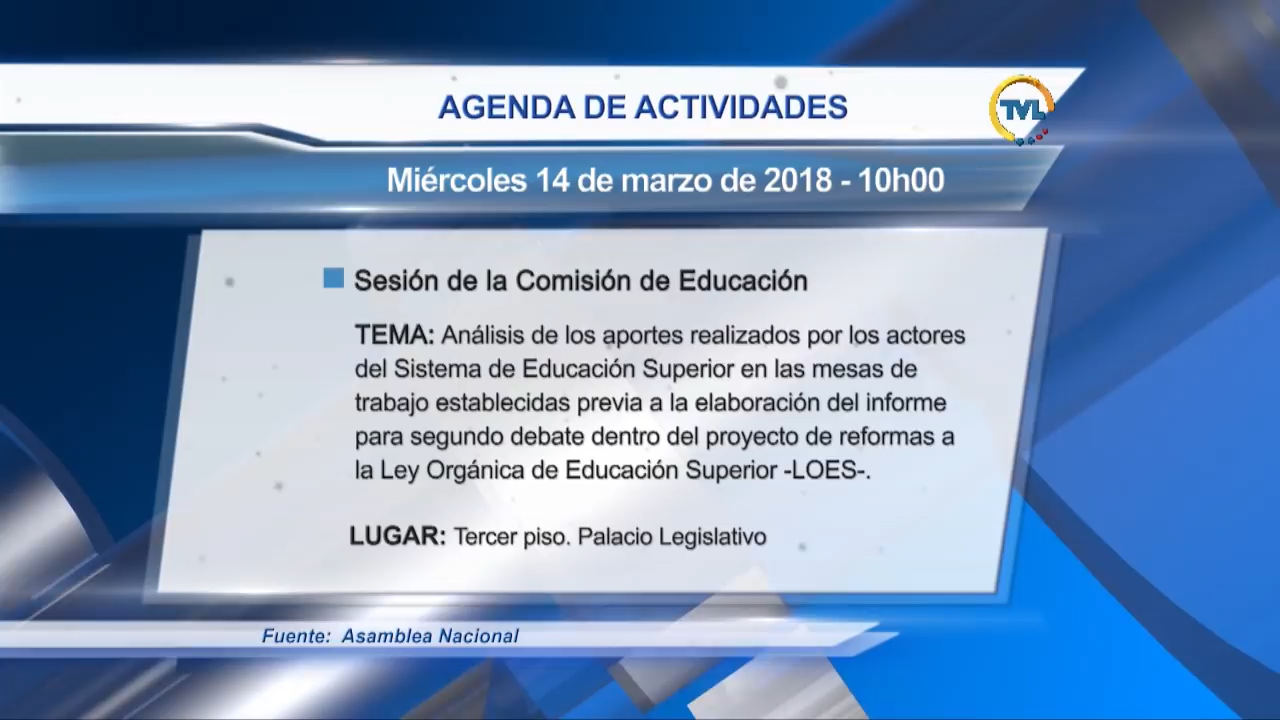 AGENDA DE ACTIVIDADES
TVL
Miércoles 14 de marzo de 2018 - 10h00
Sesión de la Comisión de Educación
TEMA: Análisis de los aportes realizados por los actores
del Sistema de Educación Superior en las mesas de
trabajo establecidas previa a la elaboración del informe
para segundo debate dentro del proyecto de reformas a
la Ley Orgánica de Educación Superior -LOES-.
LUGAR: Tercer piso. Palacio Legislativo
Fuente: Asamblea Nacional